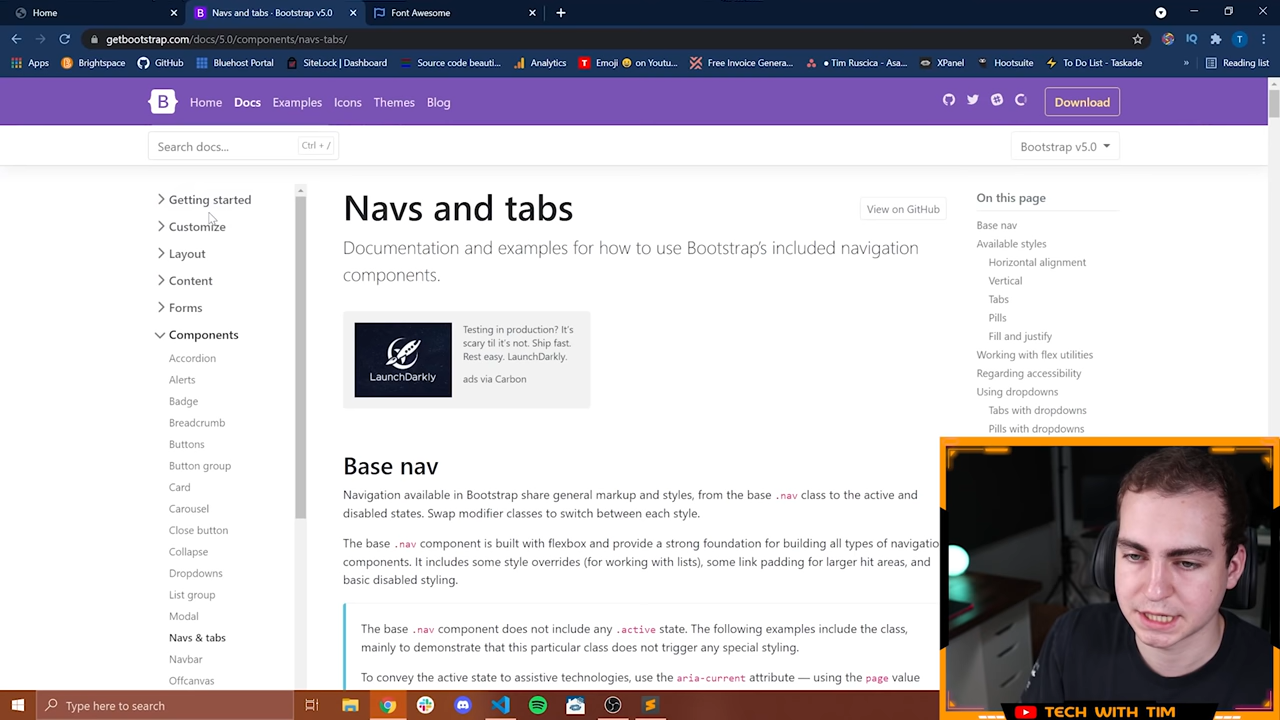 Home
Navs and tabs · Bootstrap v5.0
Font Awesome
getbootstrap.com/docs/5.0/components/navs-tabs/
Apps
Brightspace
GitHub
Bluehost Portal
SiteLock | Dashboard
Source code beauti...
Analytics
Emoji 😀 on Youtu...
Free Invoice Genera...
Tim Ruscica - Asa...
XPanel
Hootsuite
To Do List - Taskade
»
Reading list
B
Home
Docs
Examples
Icons
Themes
Blog
Download
Search docs...
Ctrl + /
Bootstrap v5.0
Getting started
Customize
Layout
Content
Forms
Components
Accordion
Alerts
Badge
Breadcrumb
Buttons
Button group
Card
Carousel
Close button
Collapse
Dropdowns
List group
Modal
Navs & tabs
Navbar
Offcanvas
Navs and tabs
View on GitHub
Documentation and examples for how to use Bootstrap's included navigation
components.
LaunchDarkly
Testing in production? It's
scary til it's not. Ship fast.
Rest easy. LaunchDarkly.
ads via Carbon
Base nav
Navigation available in Bootstrap share general markup and styles, from the base .nav class to the active and
disabled states. Swap modifier classes to switch between each style.
The base .nav component is built with flexbox and provide a strong foundation for building all types of navigatio
components. It includes some style overrides (for working with lists), some link padding for larger hit areas, and
basic disabled styling.
The base .nav component does not include any .active state. The following examples include the class,
mainly to demonstrate that this particular class does not trigger any special styling.
To convey the active state to assistive technologies, use the aria-current attribute — using the page value
On this page
Base nav
Available styles
Horizontal alignment
Vertical
Tabs
Pills
Fill and justify
Working with flex utilities
Regarding accessibility
Using dropdowns
Tabs with dropdowns
Pills with dropdowns
Type here to search
TECH WITH TIM